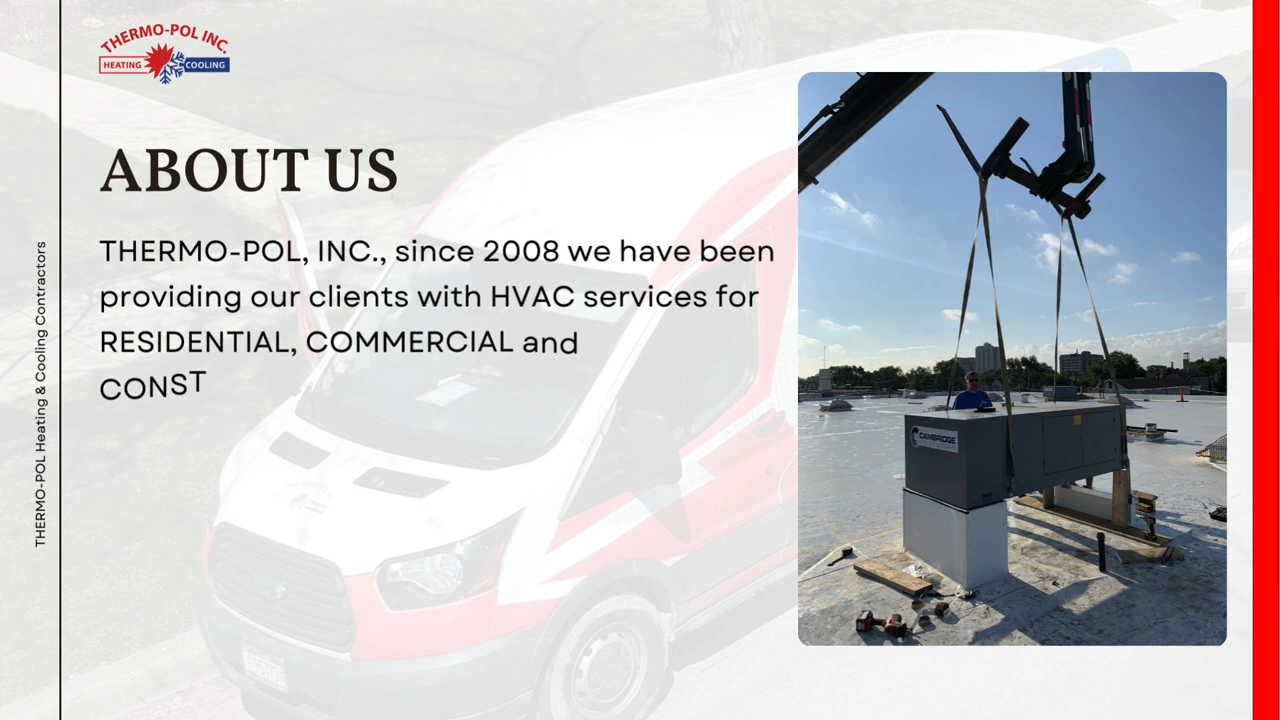 THERMO-POL INC.
HEATING COOLING
ABOUT US
THERMO-POL, INC., since 2008 we have been
providing our clients with HVAC services for
RESIDENTIAL, COMMERCIAL and
CONST
THERMO-POL Heating & Cooling Contractors
CAMBRIDGE